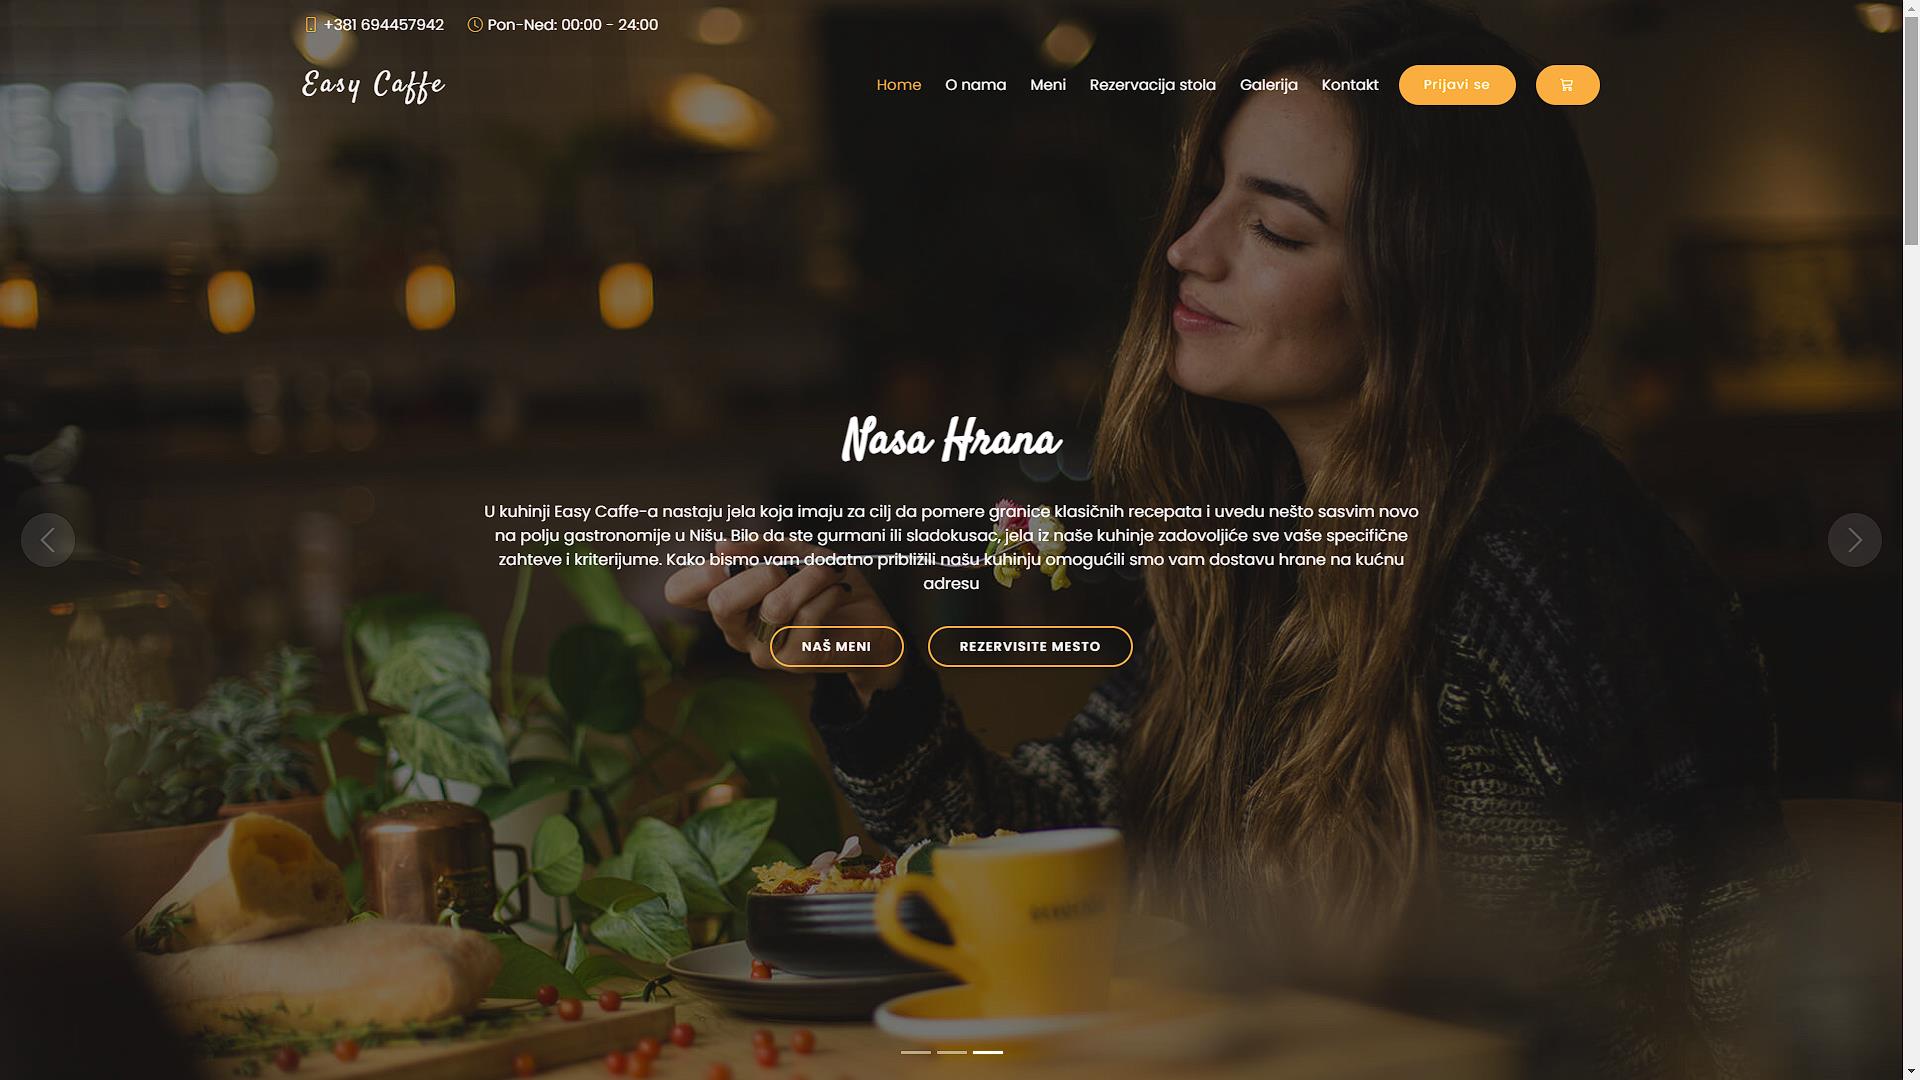 +381 694457942 Pon-Ned: 00:00 - 24:00
Easy Caffe
Home O nama Meni Rezervacija stola Galerija Kontakt Prijavi se
Nasa Hrana
U kuhinji Easy Caffe-a nastaju jela koja imaju za cilj da pomere granice klasičnih recepata i uvedu nešto sasvim novo
na polju gastronomije u Nišu. Bilo da ste gurmani ili sladokusac, jela iz naše kuhinje zadovoljiće sve vaše specifične
zahteve i kriterijume. Kako bismo vam dodatno približili našu kuhinju omogućili smo vam dostavu hrane na kućnu
adresu
NAŠ MENI REZERVISITE MESTO